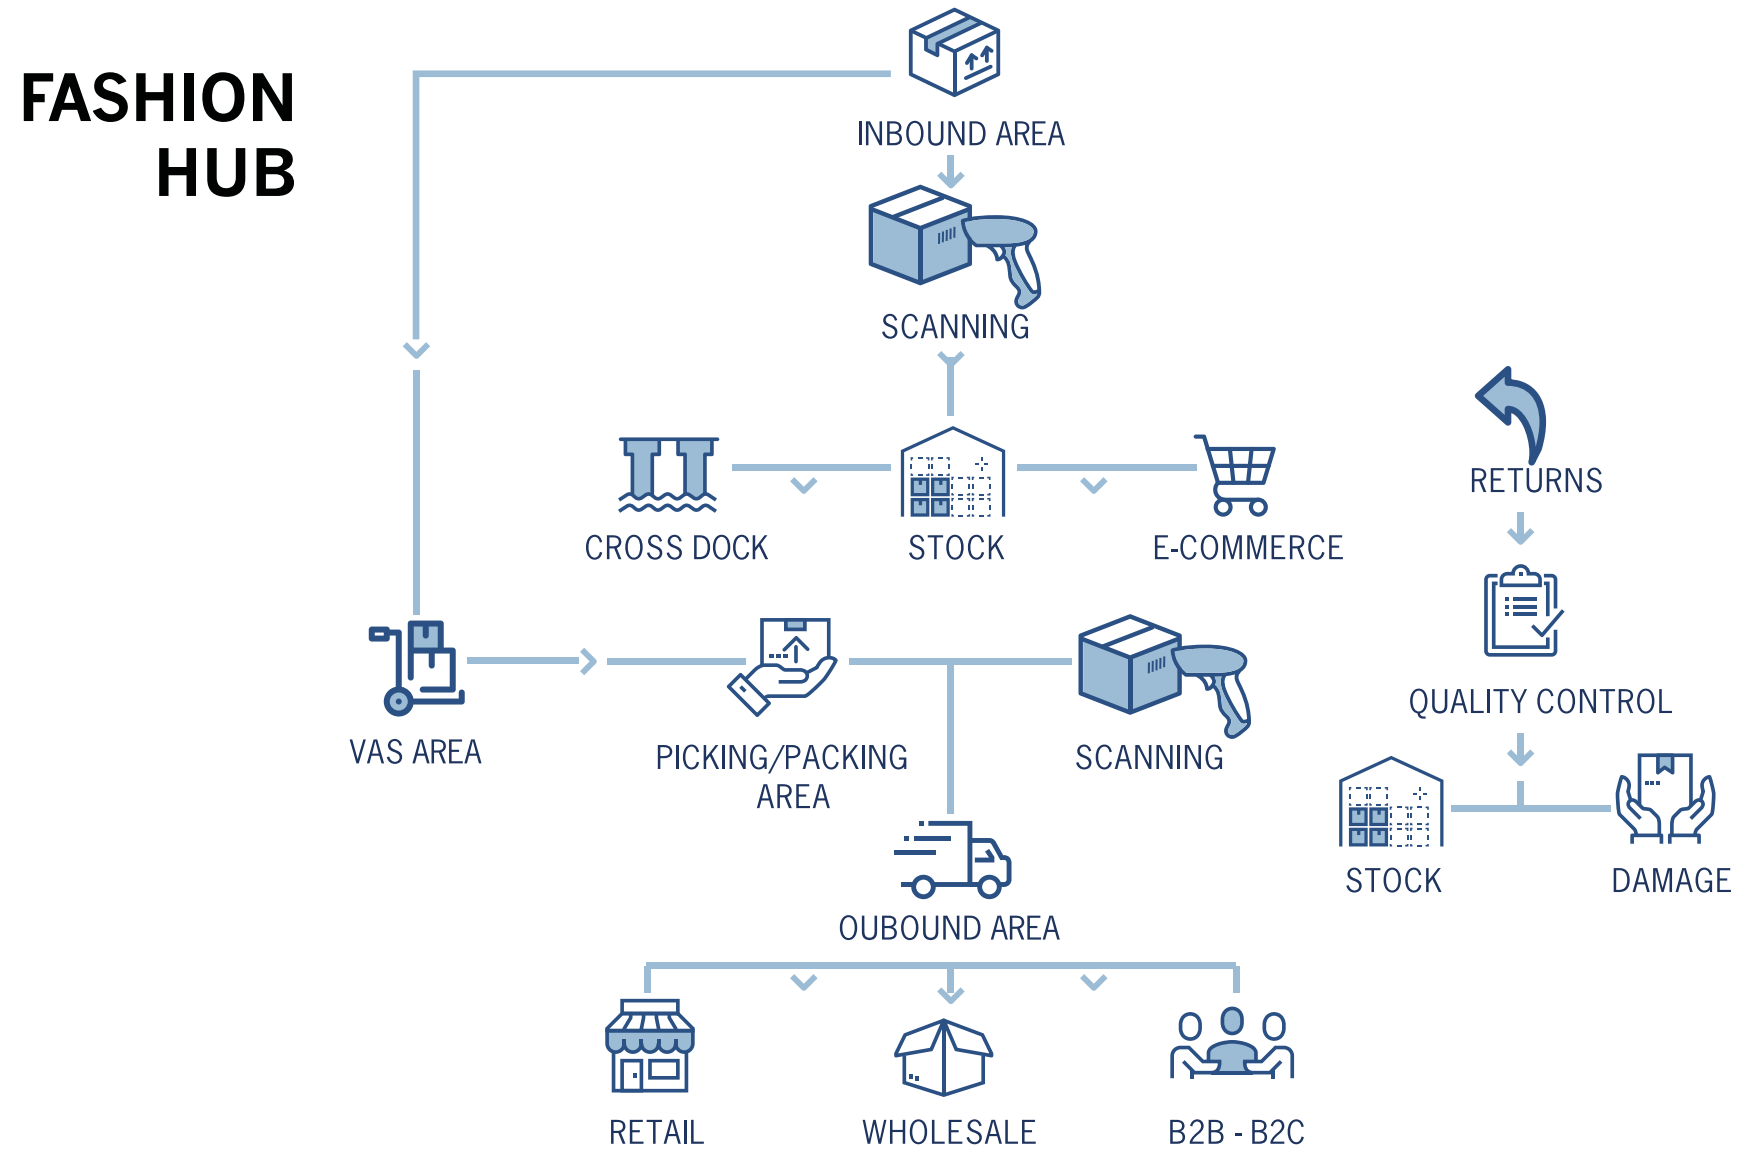 FASHION
HUB
INBOUND AREA
SCANNING
CROSS DOCK
STOCK
E-COMMERCE
RETURNS
QUALITY CONTROL
VAS AREA
PICKING/PACKING
AREA
SCANNING
STOCK
DAMAGE
OUBOUND AREA
RETAIL
WHOLESALE
B2B - B2C